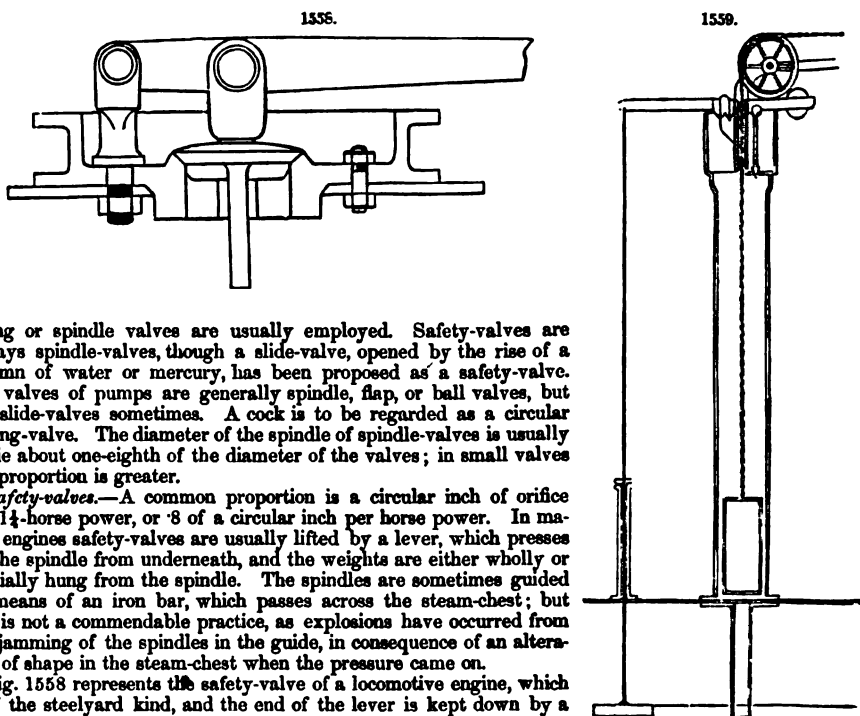 1558.
1559.
ng or spindle valves are usually employed. Safety-valves are
ays spindle-valves, though a slide-valve, opened by the rise of a
mn of water or mercury, has been proposed as a safety-valve.
valves of pumps are generally spindle, flap, or ball valves, but
slide-valves sometimes. A cock is to be regarded as a circular
ng-valve. The diameter of the spindle of spindle-valves is usually
e about one-eighth of the diameter of the valves; in small valves
proportion is greater.
afety-valves.—A common proportion is a circular inch of orifice
1¼-horse power, or ·8 of a circular inch per horse power. In ma-
engines safety-valves are usually lifted by a lever, which presses
he spindle from underneath, and the weights are either wholly or
ially hung from the spindle. The spindles are sometimes guided
means of an iron bar, which passes across the steam-chest; but
is not a commendable practice, as explosions have occurred from
jamming of the spindles in the guide, in consequence of an altera-
of shape in the steam-chest when the pressure came on.
ig. 1558 represents the safety-valve of a locomotive engine, which
the steelyard kind, and the end of the lever is kept down by a